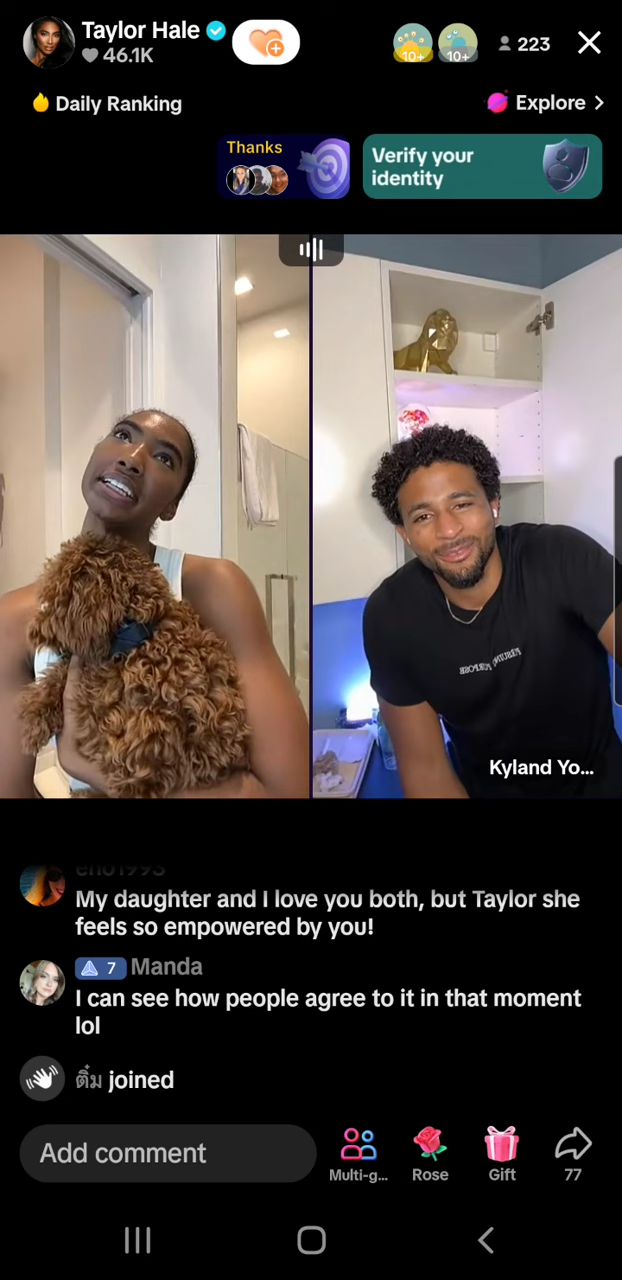 Taylor Hale
46.1K
10+
10+
223
Daily Ranking
Explore
Thanks
Verify your
identity
Kyland Yo...
eno1993
My daughter and I love you both, but Taylor she
feels so empowered by you!
7 Manda
I can see how people agree to it in that moment
lol
ติ๋ม joined
Add comment
Multi-g...
Rose
Gift
77